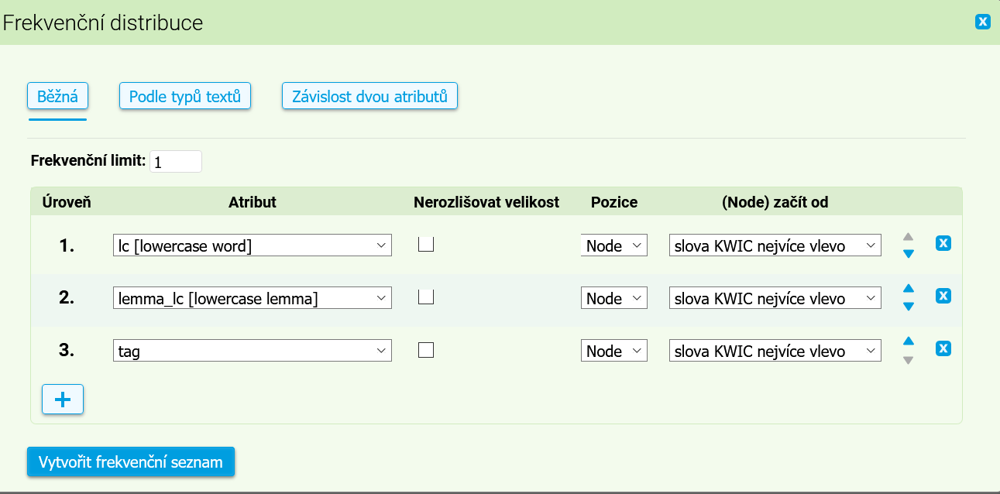 Frekvenční distribuce
Běžná Podle typů textů Závislost dvou atributů
Frekvenční limit: 1
Úroveň Atribut Nerozlišovat velikost Pozice (Node) začít od
1. lc [lowercase word] Node slova KWIC nejvíce vlevo
2. lemma_lc [lowercase lemma] Node slova KWIC nejvíce vlevo
3. tag Node slova KWIC nejvíce vlevo
+
Vytvořit frekvenční seznam